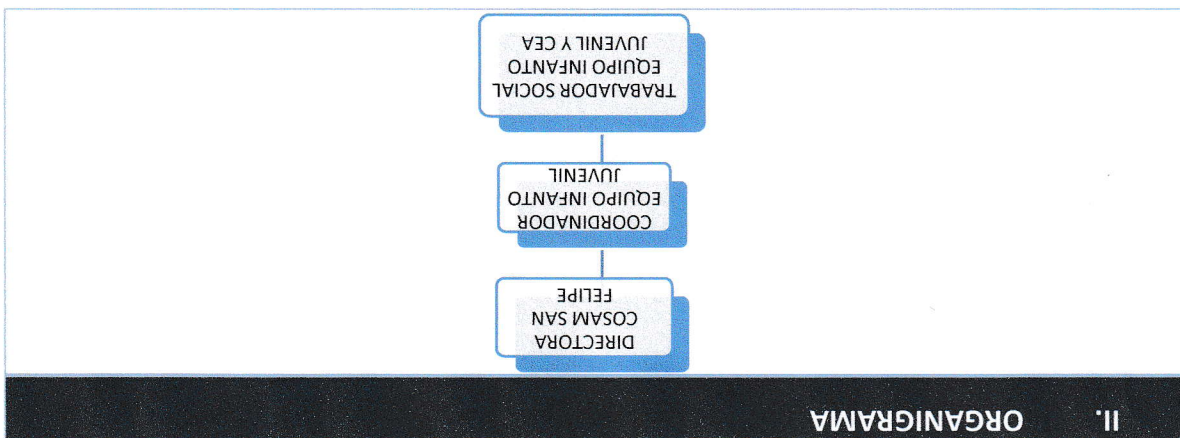 II. ORGANIGRAMA
DIRECTORA
COSAM SAN
FELIPE
COORDINADOR
EQUIPO INFANTO
JUVENIL
TRABAJADOR SOCIAL
EQUIPO INFANTO
JUVENIL Y CEA